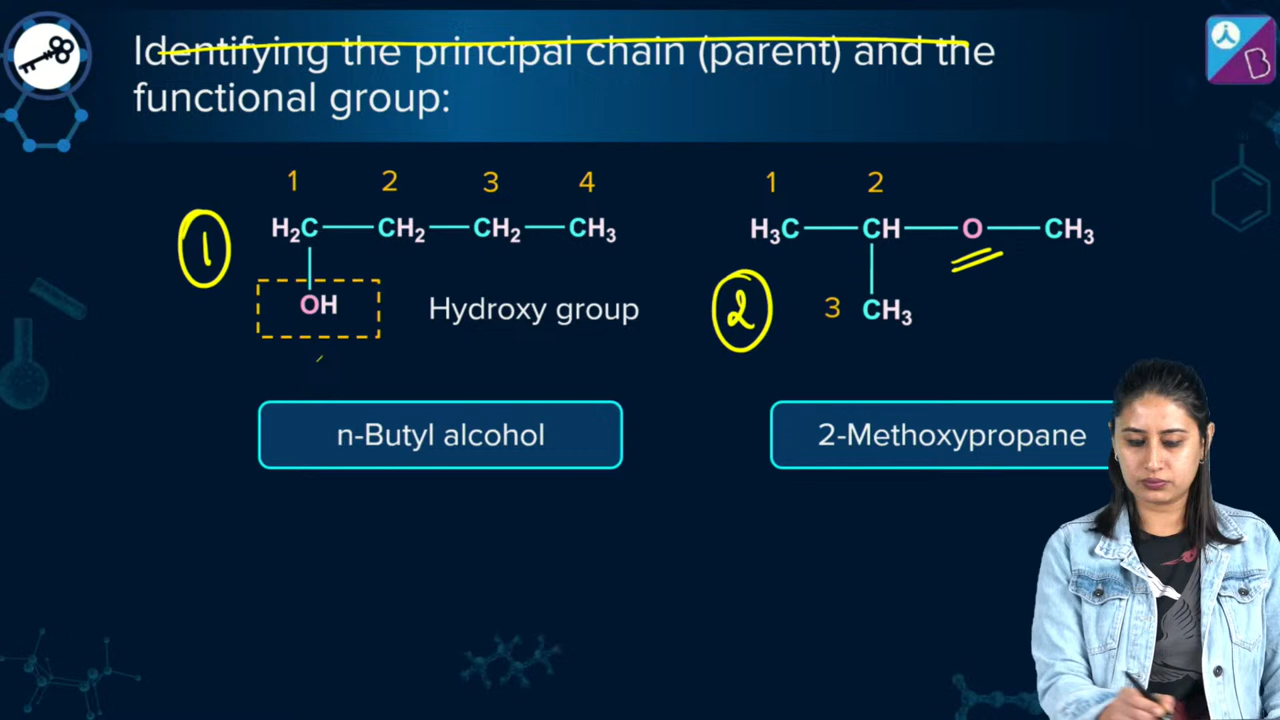 Identifying the principal chain (parent) and the
functional group:
1 2 3 4
H₂C—CH₂—CH₂—CH₃
OH
Hydroxy group
1
n-Butyl alcohol
1 2
H₃C—CH—O—CH₃
3 CH₃
2
2-Methoxypropane
B